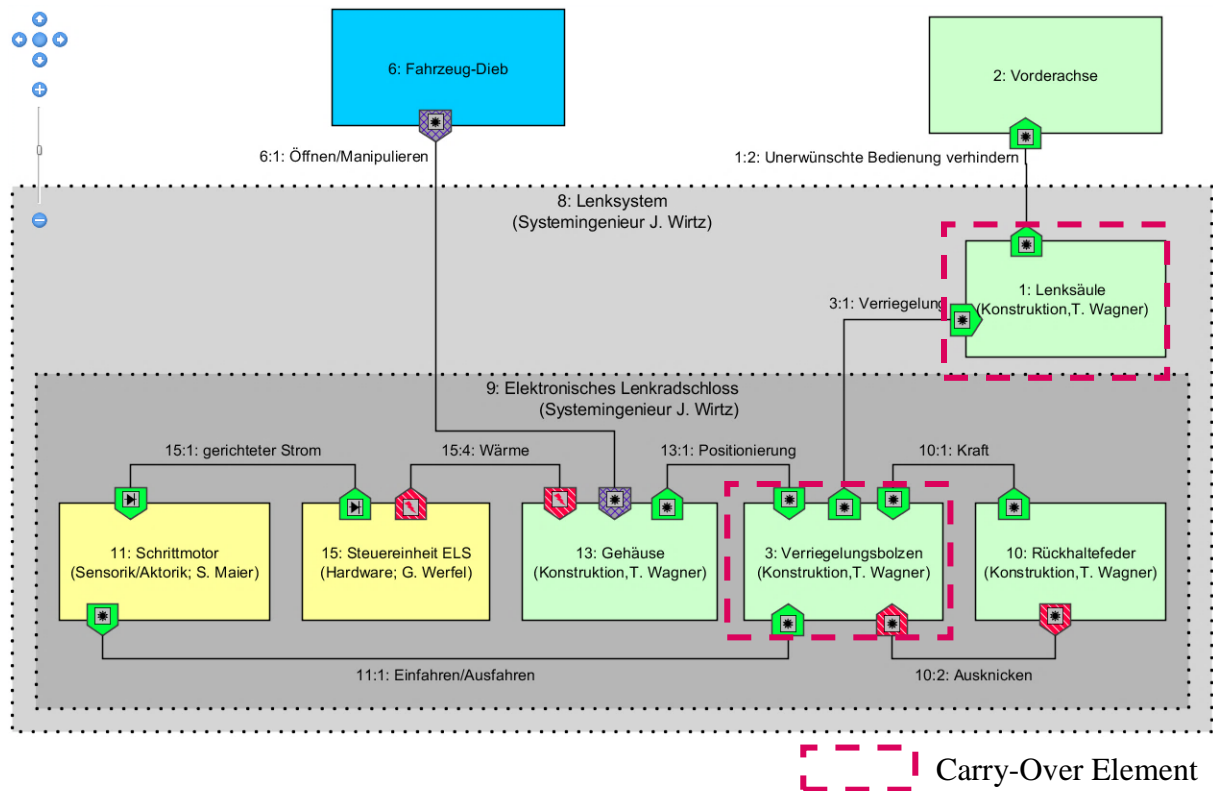 6: Fahrzeug-Dieb
2: Vorderachse
6:1: Öffnen/Manipulieren
1:2: Unerwünschte Bedienung verhindern
8: Lenksystem
(Systemingenieur J. Wirtz)
1: Lenksäule
(Konstruktion,T. Wagner)
3:1: Verriegelung
9: Elektronisches Lenkradschloss
(Systemingenieur J. Wirtz)
15:1: gerichteter Strom
15:4: Wärme
13:1: Positionierung
10:1: Kraft
11: Schrittmotor
(Sensorik/Aktorik; S. Maier)
15: Steuereinheit ELS
(Hardware; G. Werfel)
13: Gehäuse
(Konstruktion,T. Wagner)
3: Verriegelungsbolzen
(Konstruktion,T. Wagner)
10: Rückhaltefeder
(Konstruktion,T. Wagner)
11:1: Einfahren/Ausfahren
10:2: Ausknicken
Carry-Over Element